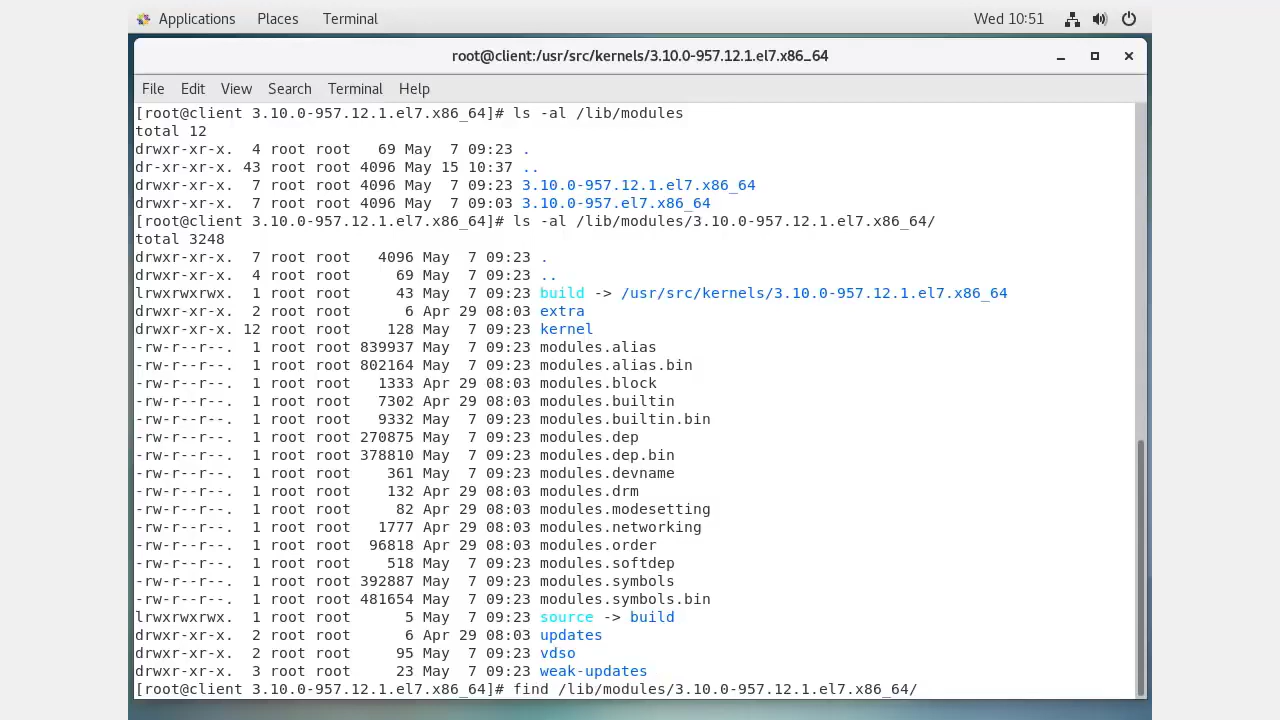 Applications Places Terminal Wed 10:51
root@client:/usr/src/kernels/3.10.0-957.12.1.el7.x86_64
File Edit View Search Terminal Help
[root@client 3.10.0-957.12.1.el7.x86_64]# ls -al /lib/modules
total 12
drwxr-xr-x.  4 root root   69 May  7 09:23 .
dr-xr-xr-x. 43 root root 4096 May 15 10:37 ..
drwxr-xr-x.  7 root root 4096 May  7 09:23 3.10.0-957.12.1.el7.x86_64
drwxr-xr-x.  7 root root 4096 May  7 09:03 3.10.0-957.el7.x86_64
[root@client 3.10.0-957.12.1.el7.x86_64]# ls -al /lib/modules/3.10.0-957.12.1.el7.x86_64/
total 3248
drwxr-xr-x.  7 root root   4096 May  7 09:23 .
drwxr-xr-x.  4 root root     69 May  7 09:23 ..
lrwxrwxrwx.  1 root root     43 May  7 09:23 build -> /usr/src/kernels/3.10.0-957.12.1.el7.x86_64
drwxr-xr-x.  2 root root      6 Apr 29 08:03 extra
drwxr-xr-x. 12 root root    128 May  7 09:23 kernel
-rw-r--r--.  1 root root 839937 May  7 09:23 modules.alias
-rw-r--r--.  1 root root 802164 May  7 09:23 modules.alias.bin
-rw-r--r--.  1 root root   1333 Apr 29 08:03 modules.block
-rw-r--r--.  1 root root   7302 Apr 29 08:03 modules.builtin
-rw-r--r--.  1 root root   9332 May  7 09:23 modules.builtin.bin
-rw-r--r--.  1 root root 270875 May  7 09:23 modules.dep
-rw-r--r--.  1 root root 378810 May  7 09:23 modules.dep.bin
-rw-r--r--.  1 root root    361 May  7 09:23 modules.devname
-rw-r--r--.  1 root root    132 Apr 29 08:03 modules.drm
-rw-r--r--.  1 root root     82 Apr 29 08:03 modules.modesetting
-rw-r--r--.  1 root root   1777 Apr 29 08:03 modules.networking
-rw-r--r--.  1 root root  96818 Apr 29 08:03 modules.order
-rw-r--r--.  1 root root    518 May  7 09:23 modules.softdep
-rw-r--r--.  1 root root 392887 May  7 09:23 modules.symbols
-rw-r--r--.  1 root root 481654 May  7 09:23 modules.symbols.bin
lrwxrwxrwx.  1 root root      5 May  7 09:23 source -> build
drwxr-xr-x.  2 root root      6 Apr 29 08:03 updates
drwxr-xr-x.  2 root root     95 May  7 09:23 vdso
drwxr-xr-x.  3 root root     23 May  7 09:23 weak-updates
[root@client 3.10.0-957.12.1.el7.x86_64]# find /lib/modules/3.10.0-957.12.1.el7.x86_64/